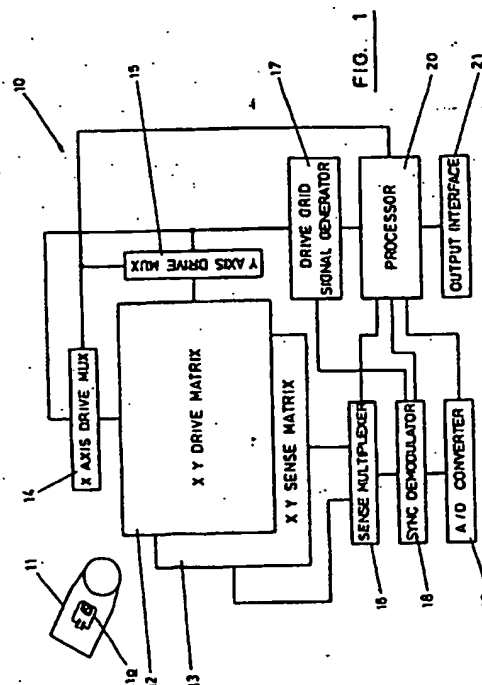 10
11
14
X AXIS DRIVE MUX
15
Y AXIS DRIVE MUX
12
X Y DRIVE MATRIX
13
X Y SENSE MATRIX
17
DRIVE GRID
SIGNAL GENERATOR
FIG. 1
16
SENSE MULTIPLEXER
PROCESSOR
20
18
SYNC DEMODULATOR
A/D CONVERTER
OUTPUT INTERFACE
21